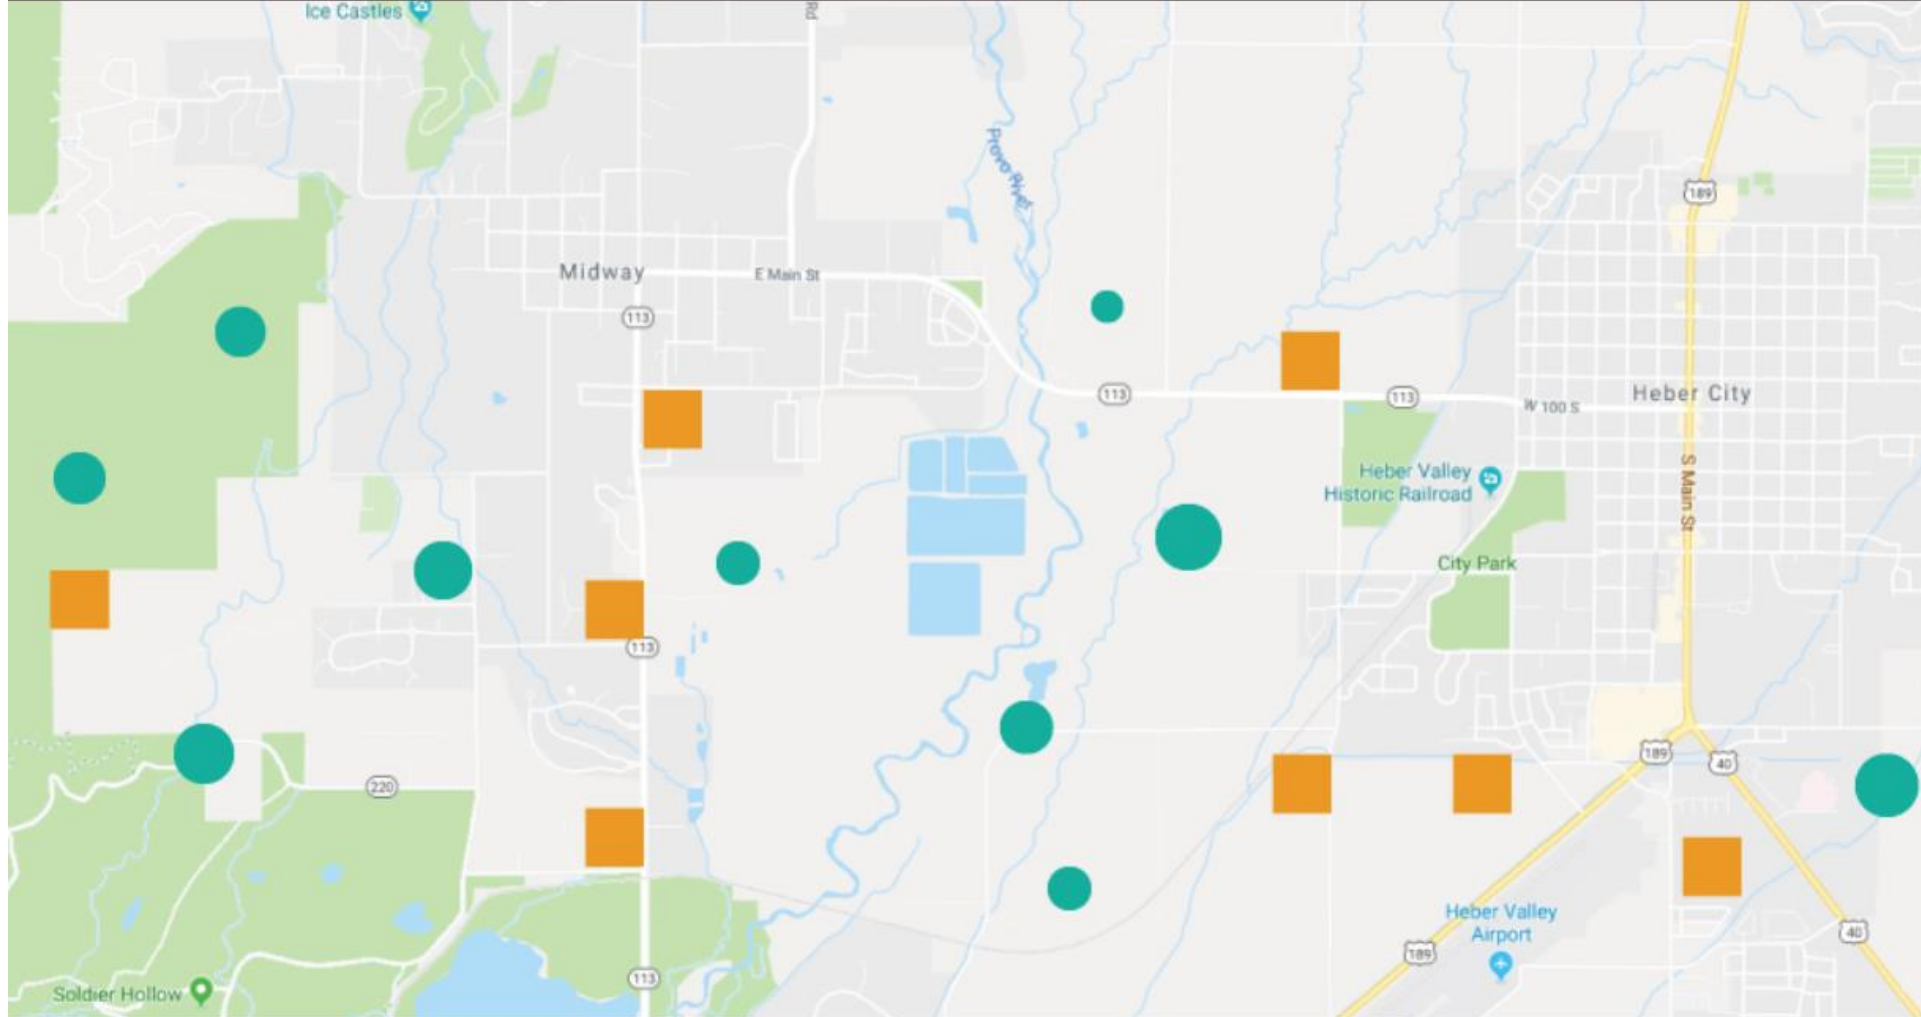 Ice Castles
Rd
Provo River
189
Midway
E Main St
113
113
113
W 100 S
Heber City
Heber Valley
Historic Railroad
S Main St
City Park
113
189
40
220
Heber Valley
Airport
40
189
113
Soldier Hollow